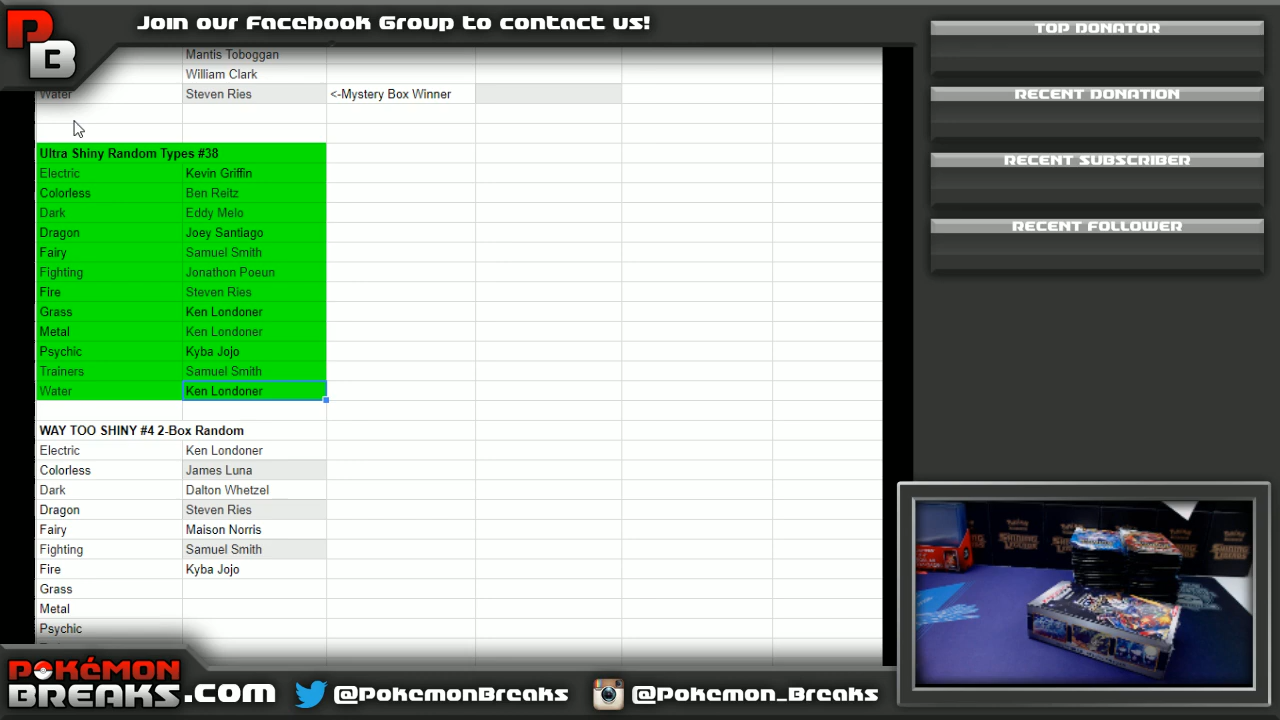 Join our Facebook Group to contact us!
PB
Mantis Toboggan
William Clark
Water Steven Ries <-Mystery Box Winner
Ultra Shiny Random Types #38
Electric Kevin Griffin
Colorless Ben Reitz
Dark Eddy Melo
Dragon Joey Santiago
Fairy Samuel Smith
Fighting Jonathon Poeun
Fire Steven Ries
Grass Ken Londoner
Metal Ken Londoner
Psychic Kyba Jojo
Trainers Samuel Smith
Water Ken Londoner
WAY TOO SHINY #4 2-Box Random
Electric Ken Londoner
Colorless James Luna
Dark Dalton Whetzel
Dragon Steven Ries
Fairy Maison Norris
Fighting Samuel Smith
Fire Kyba Jojo
Grass
Metal
Psychic
TOP DONATOR
RECENT DONATION
RECENT SUBSCRIBER
RECENT FOLLOWER
POKéMON
BREAKS.com
@PokemonBreaks
@Pokemon_Breaks